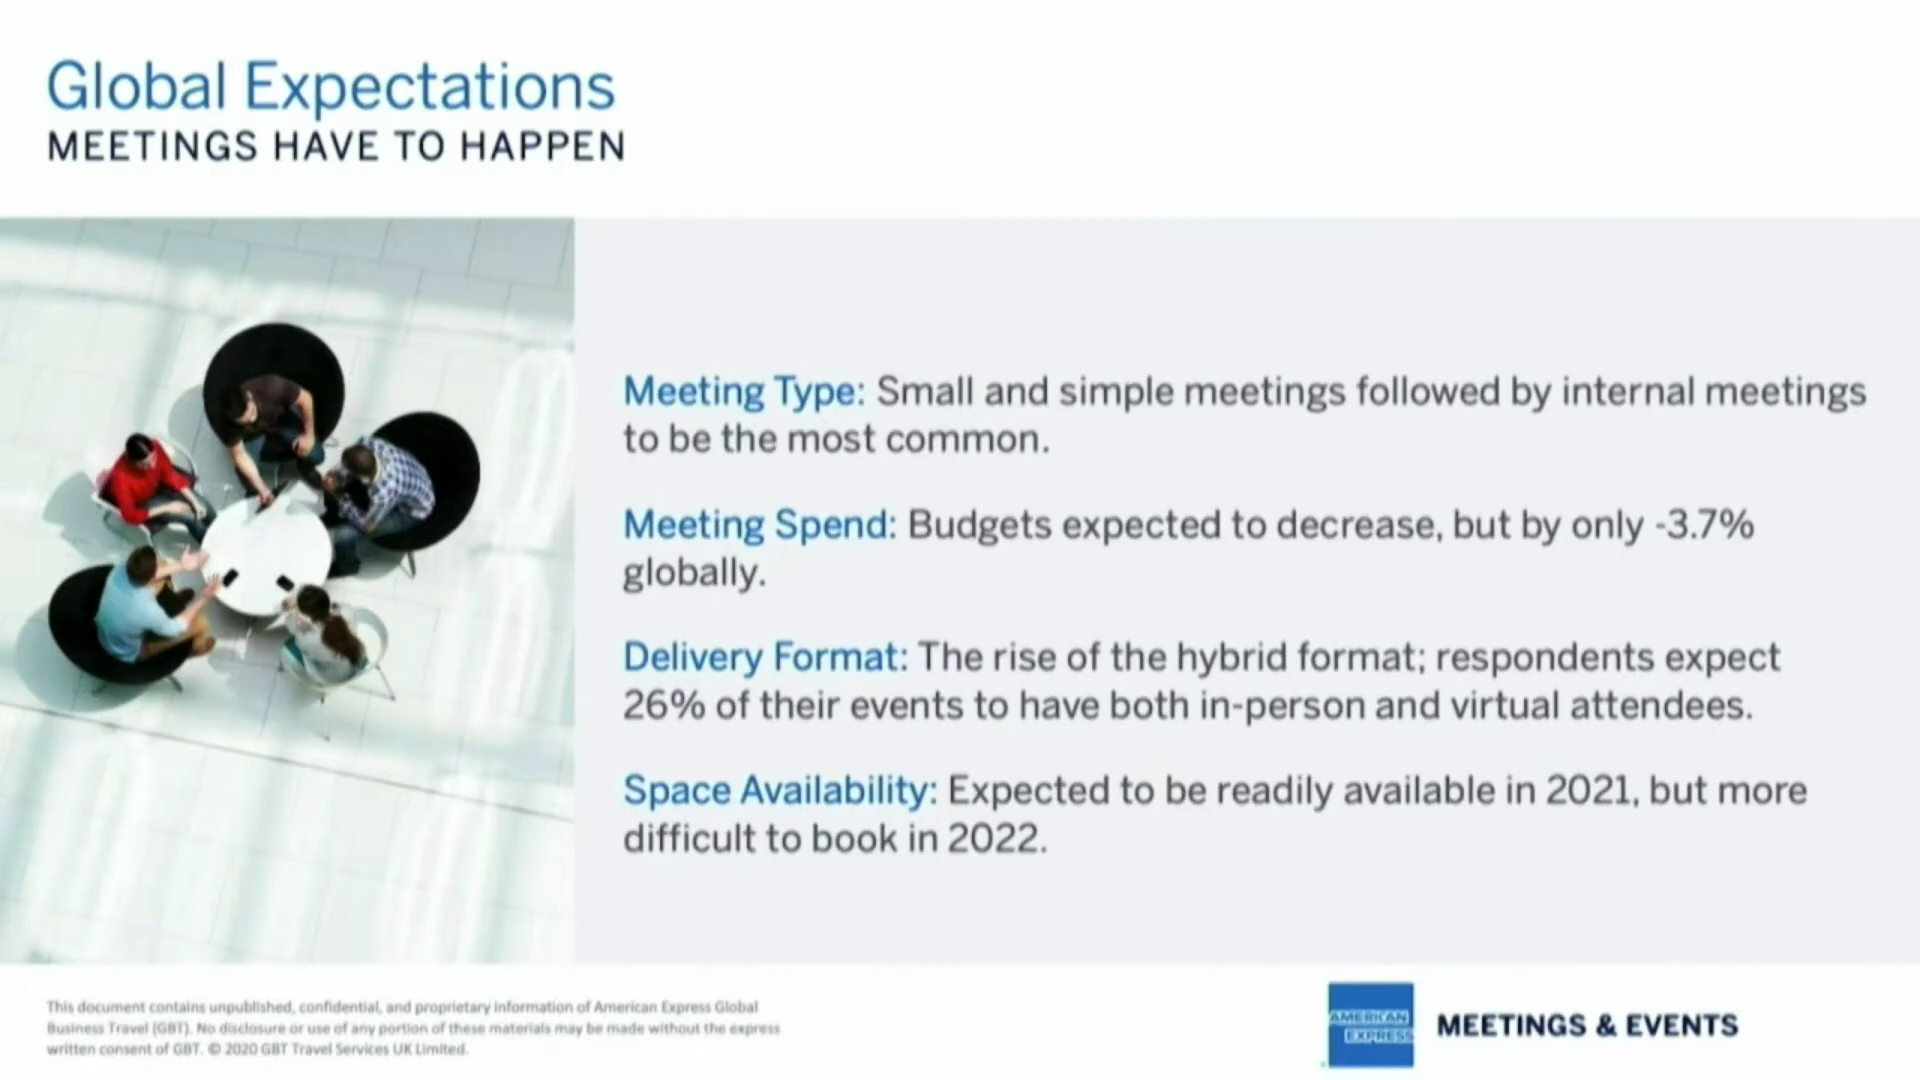 Global Expectations
MEETINGS HAVE TO HAPPEN
Meeting Type: Small and simple meetings followed by internal meetings
to be the most common.
Meeting Spend: Budgets expected to decrease, but by only -3.7%
globally.
Delivery Format: The rise of the hybrid format; respondents expect
26% of their events to have both in-person and virtual attendees.
Space Availability: Expected to be readily available in 2021, but more
difficult to book in 2022.
This document contains unpublished, confidential, and proprietary information of American Express Global
Business Travel (GBT). No disclosure or use of any portion of these materials may be made without the express
written consent of GBT. © 2020 GBT Travel Services UK Limited.
AMERICAN
EXPRESS
MEETINGS & EVENTS